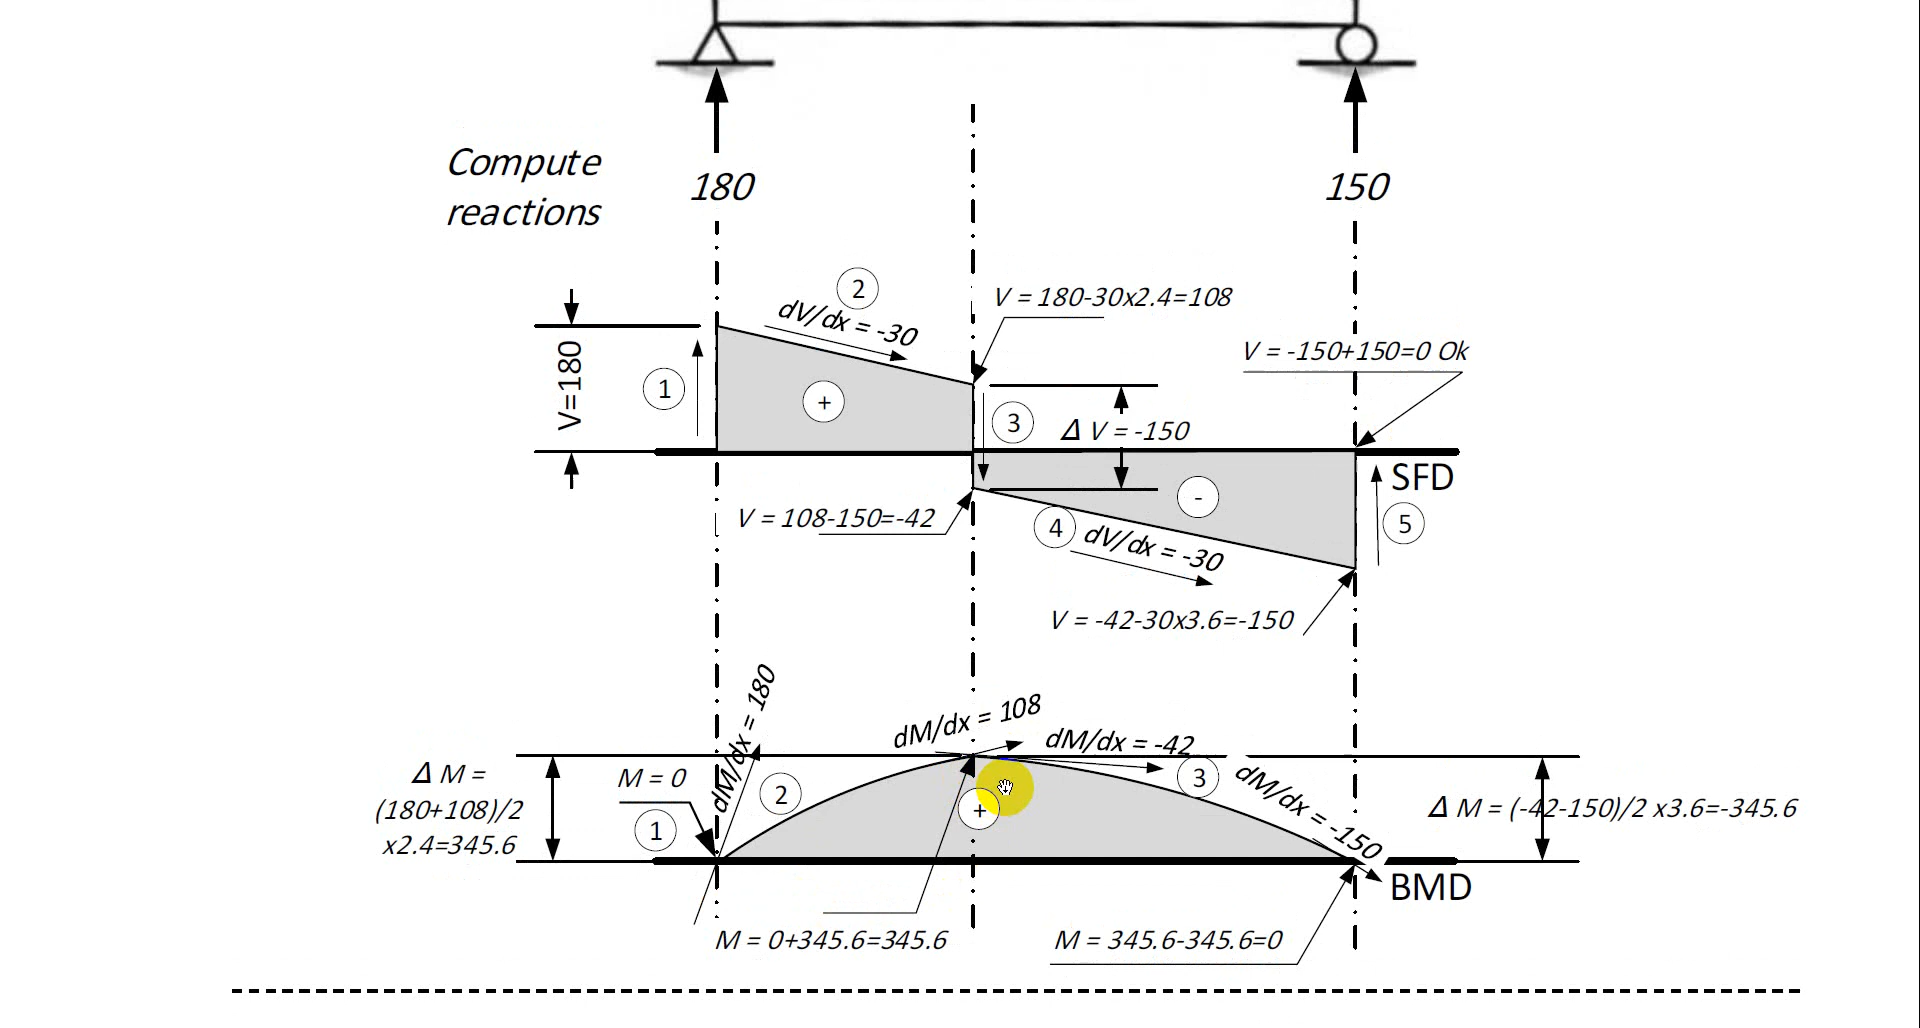 Compute
reactions
180
150
2
dV/dx = -30
V = 180-30x2.4=108
V = -150+150=0 Ok
V=180
1
+
3
Δ V = -150
SFD
-
V = 108-150=-42
4
dV/dx = -30
5
V = -42-30x3.6=-150
dM/dx = 180
dM/dx = 108
dM/dx = -42
Δ M =
(180+108)/2
x2.4=345.6
M = 0
1
2
+
3
dM/dx = -150
Δ M = (-42-150)/2 x3.6=-345.6
BMD
M = 0+345.6=345.6
M = 345.6-345.6=0